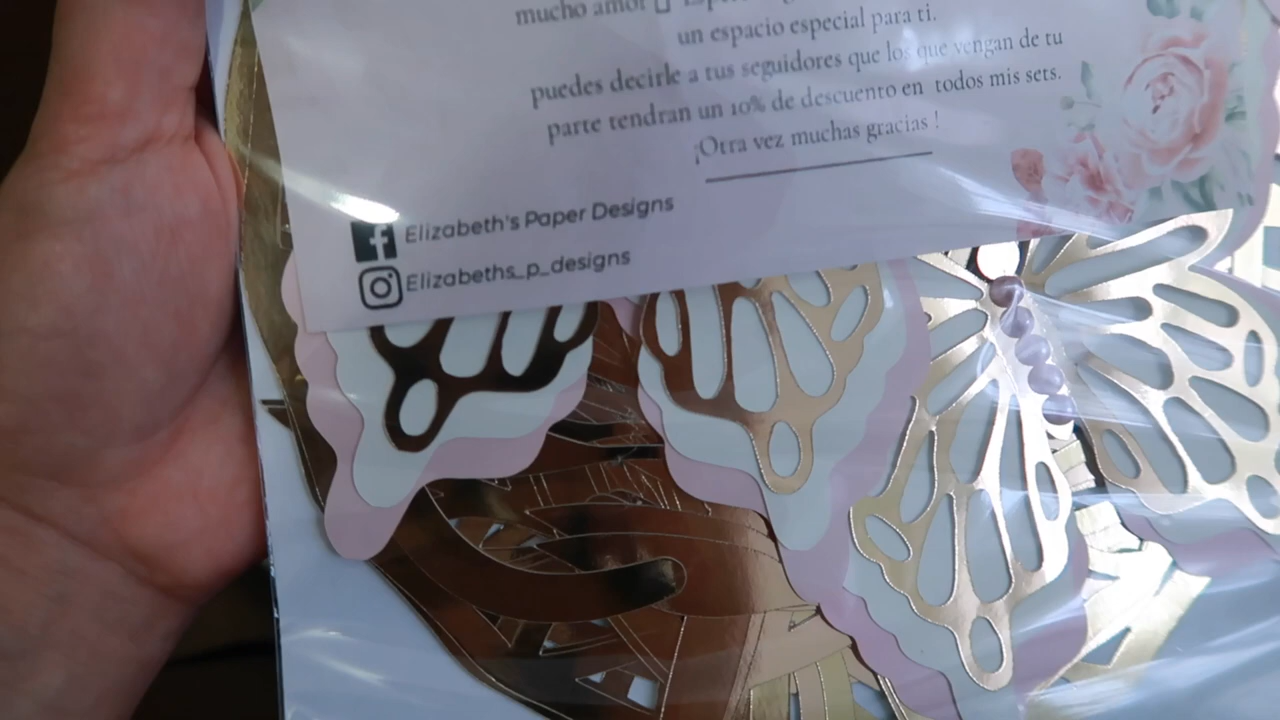 mucho amor
un espacio especial para ti.
puedes decirle a tus seguidores que los que vengan de tu
parte tendran un 10% de descuento en todos mis sets.
¡Otra vez muchas gracias !
Elizabeth's Paper Designs
Elizabeths_p_designs